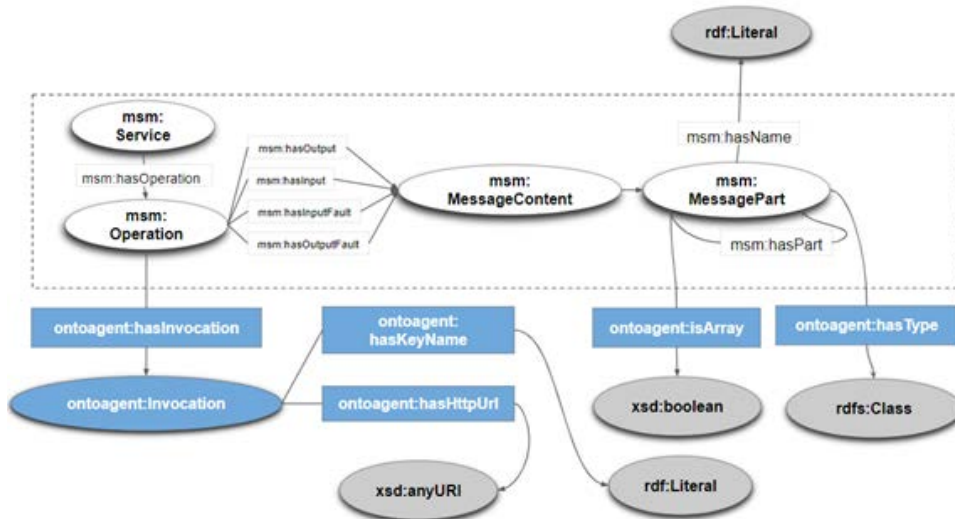 rdf:Literal
msm:
Service
msm:hasName
msm:hasOutput
msm:hasOperation
msm:hasInput
msm:
MessageContent
msm:
MessagePart
msm:
Operation
msm:hasInputFault
msm:hasOutputFault
msm:hasPart
ontoagent:hasInvocation
ontoagent:
hasKeyName
ontoagent:isArray
ontoagent:hasType
ontoagent:Invocation
ontoagent:hasHttpUrl
xsd:boolean
rdfs:Class
xsd:anyURI
rdf:Literal